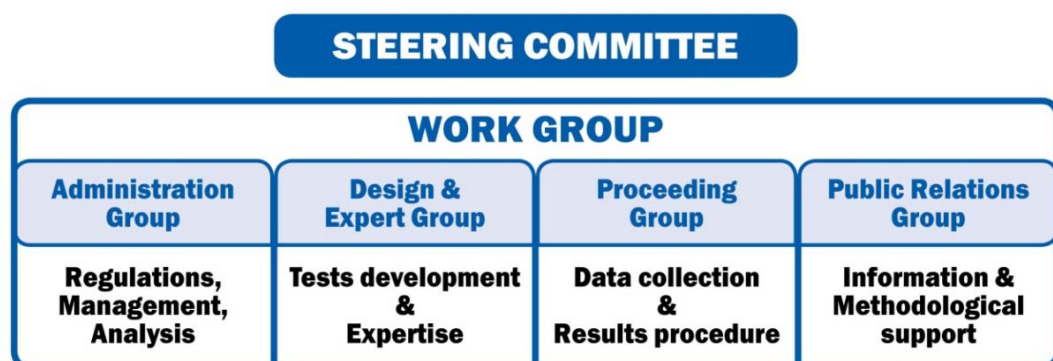 STEERING COMMITTEE
WORK GROUP
Administration
Group
Design &
Expert Group
Proceeding
Group
Public Relations
Group
Regulations,
Management,
Analysis
Tests development
&
Expertise
Data collection
&
Results procedure
Information &
Methodological
support